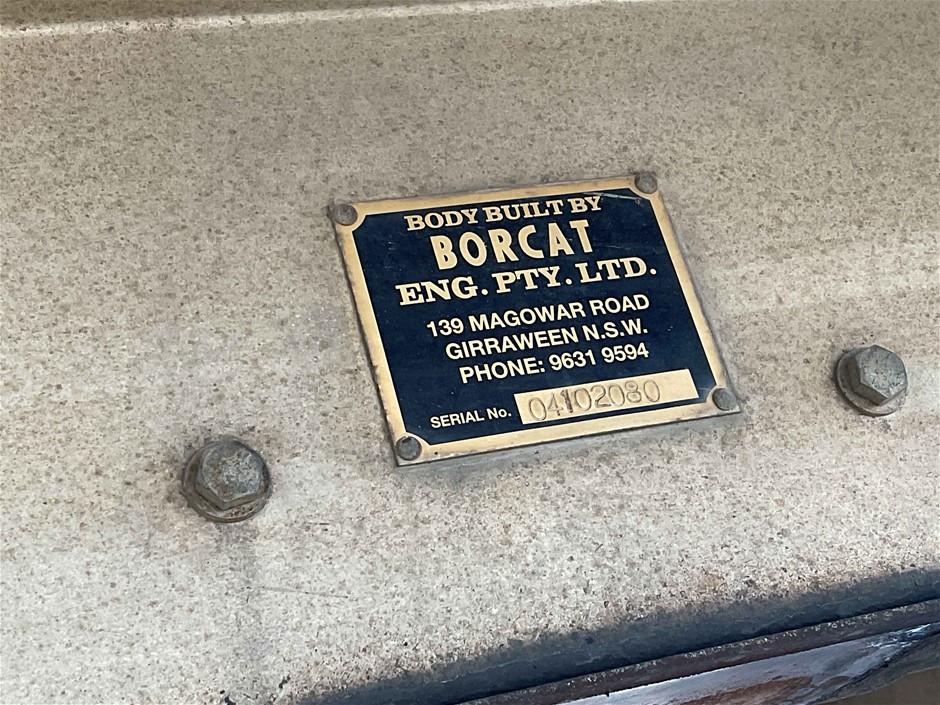 BODY BUILT BY
BORCAT
ENG. PTY. LTD.
139 MAGOWAR ROAD
GIRRAWEEN N.S.W.
PHONE: 9631 9594
SERIAL No. 04102080